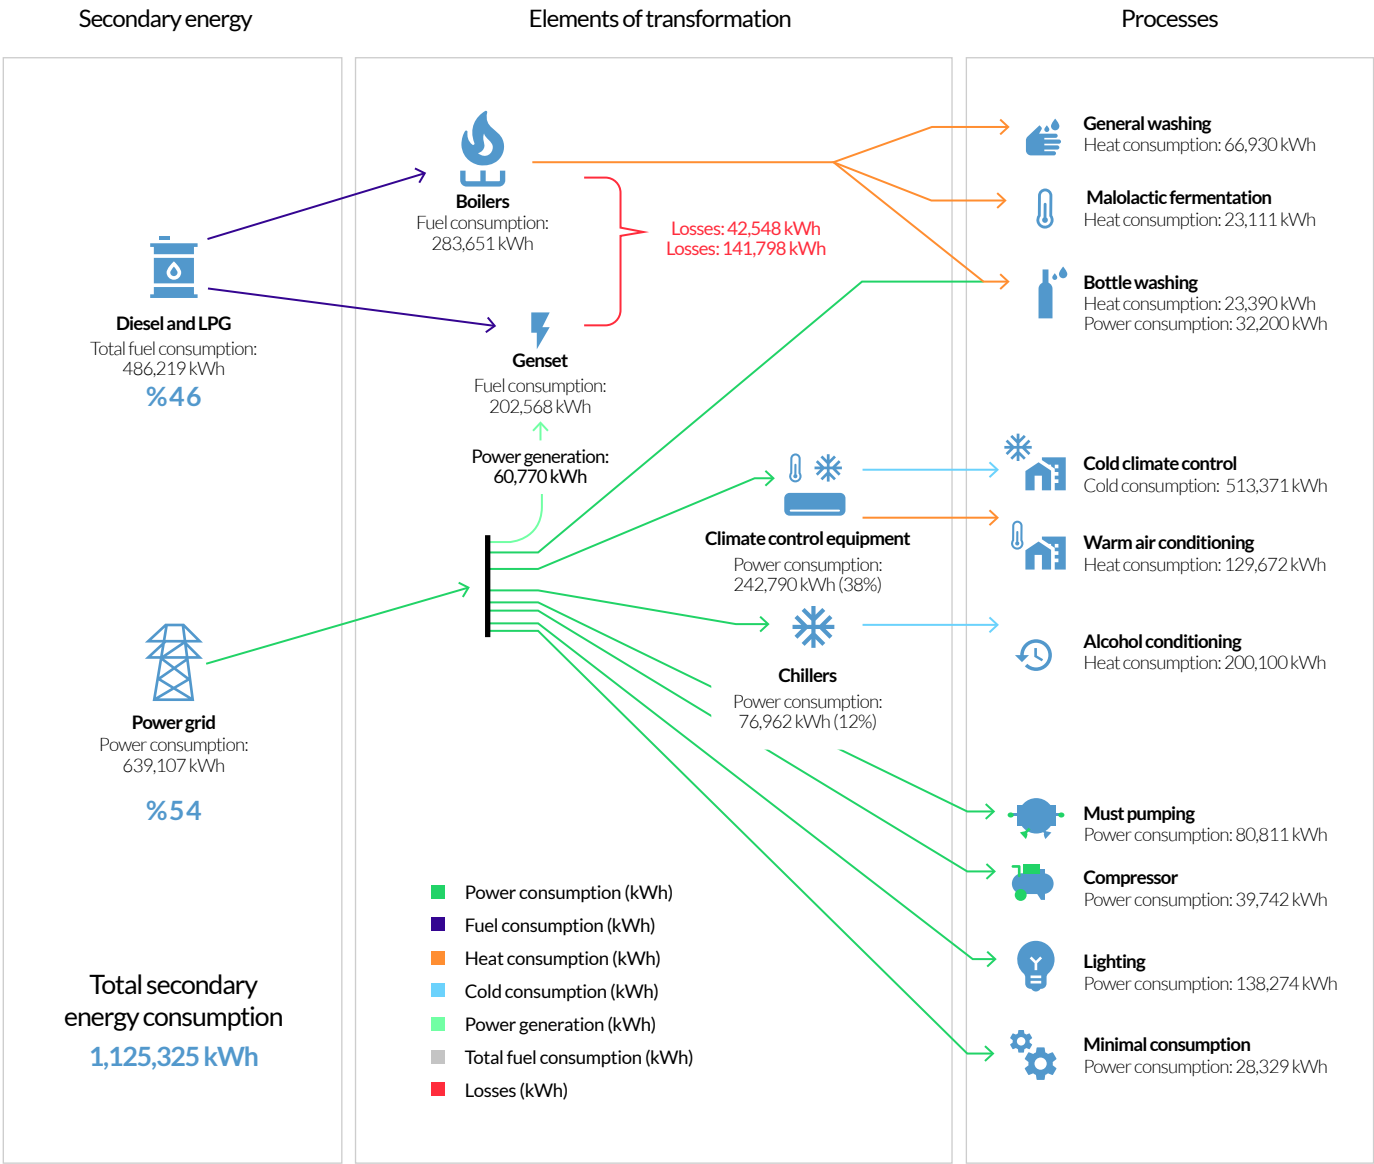 Secondary energy
Elements of transformation
Processes
Diesel and LPG
Total fuel consumption:
486,219 kWh
%46
Power grid
Power consumption:
639,107 kWh
%54
Total secondary
energy consumption
1,125,325 kWh
Boilers
Fuel consumption:
283,651 kWh
Losses: 42,548 kWh
Losses: 141,798 kWh
Genset
Fuel consumption:
202,568 kWh
Power generation:
60,770 kWh
Climate control equipment
Power consumption:
242,790 kWh (38%)
Chillers
Power consumption:
76,962 kWh (12%)
Power consumption (kWh)
Fuel consumption (kWh)
Heat consumption (kWh)
Cold consumption (kWh)
Power generation (kWh)
Total fuel consumption (kWh)
Losses (kWh)
General washing
Heat consumption: 66,930 kWh
Malolactic fermentation
Heat consumption: 23,111 kWh
Bottle washing
Heat consumption: 23,390 kWh
Power consumption: 32,200 kWh
Cold climate control
Cold consumption: 513,371 kWh
Warm air conditioning
Heat consumption: 129,672 kWh
Alcohol conditioning
Heat consumption: 200,100 kWh
Must pumping
Power consumption: 80,811 kWh
Compressor
Power consumption: 39,742 kWh
Lighting
Power consumption: 138,274 kWh
Minimal consumption
Power consumption: 28,329 kWh